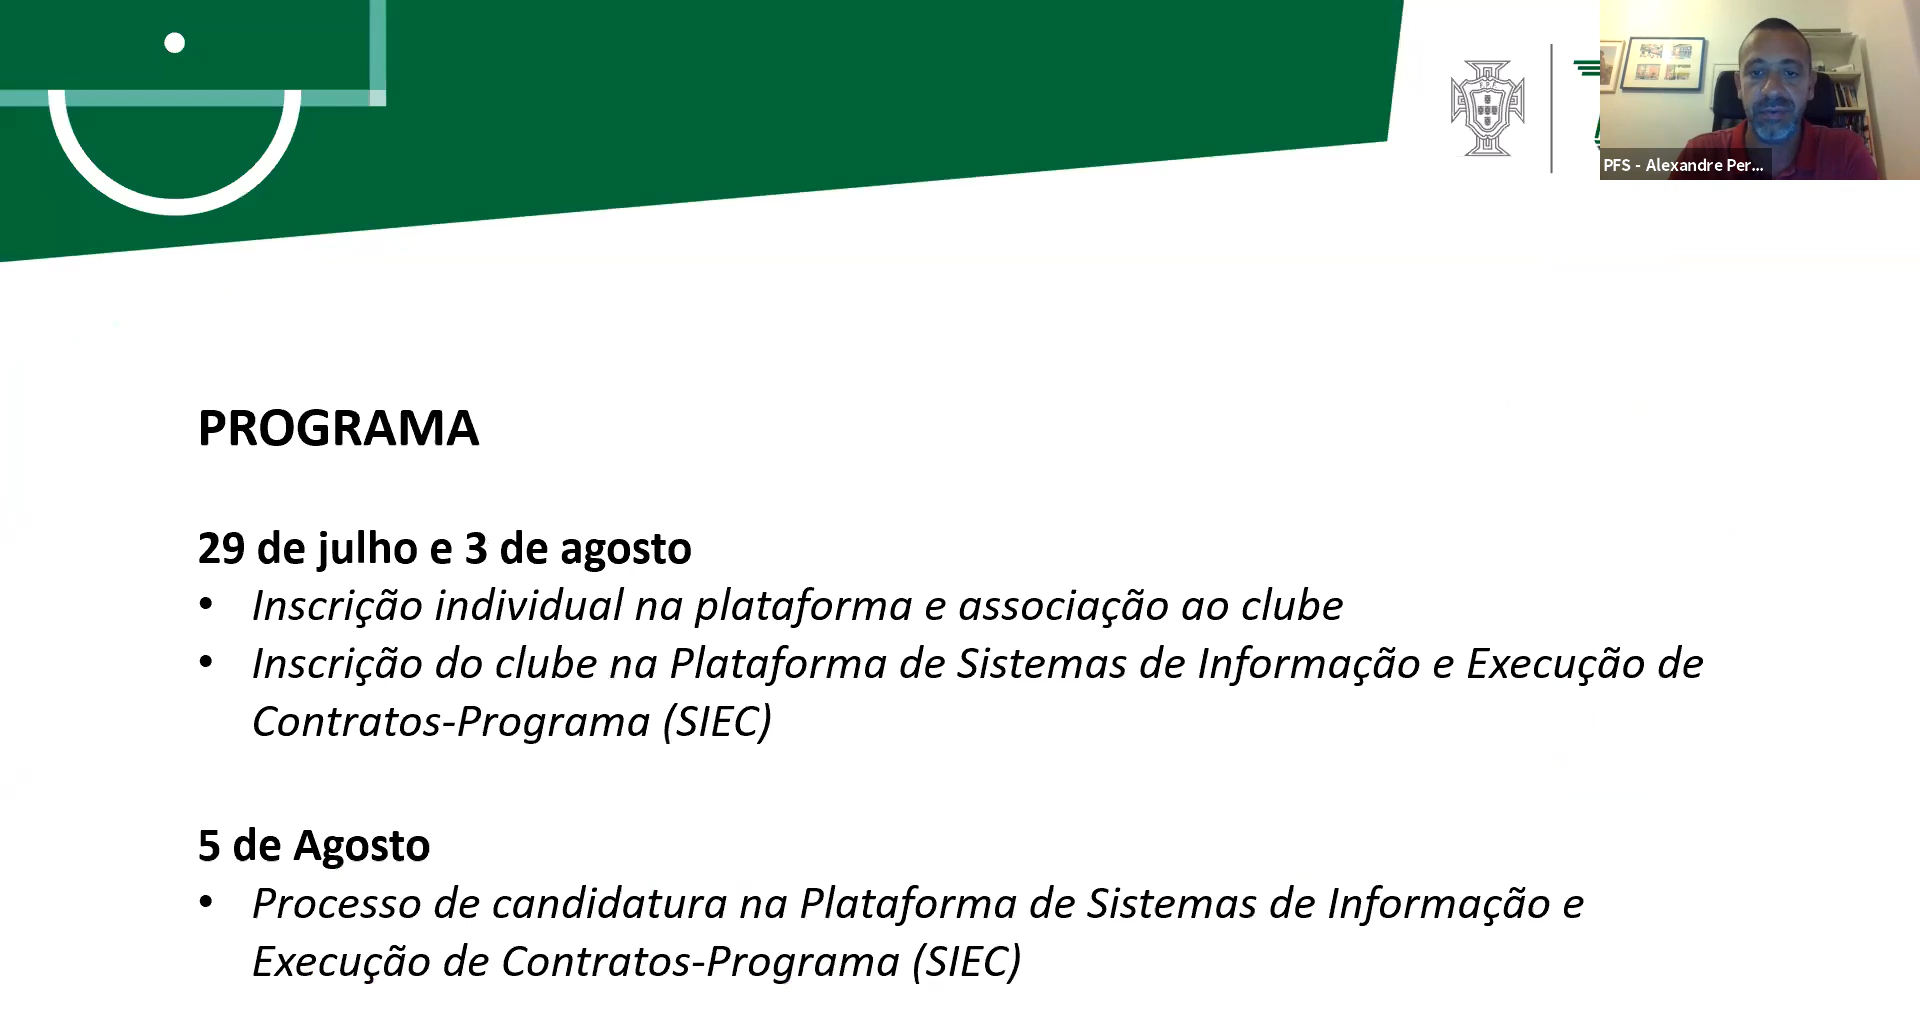 PFS - Alexandre Per...
PROGRAMA
29 de julho e 3 de agosto
• Inscrição individual na plataforma e associação ao clube
• Inscrição do clube na Plataforma de Sistemas de Informação e Execução de
Contratos-Programa (SIEC)
5 de Agosto
• Processo de candidatura na Plataforma de Sistemas de Informação e
Execução de Contratos-Programa (SIEC)